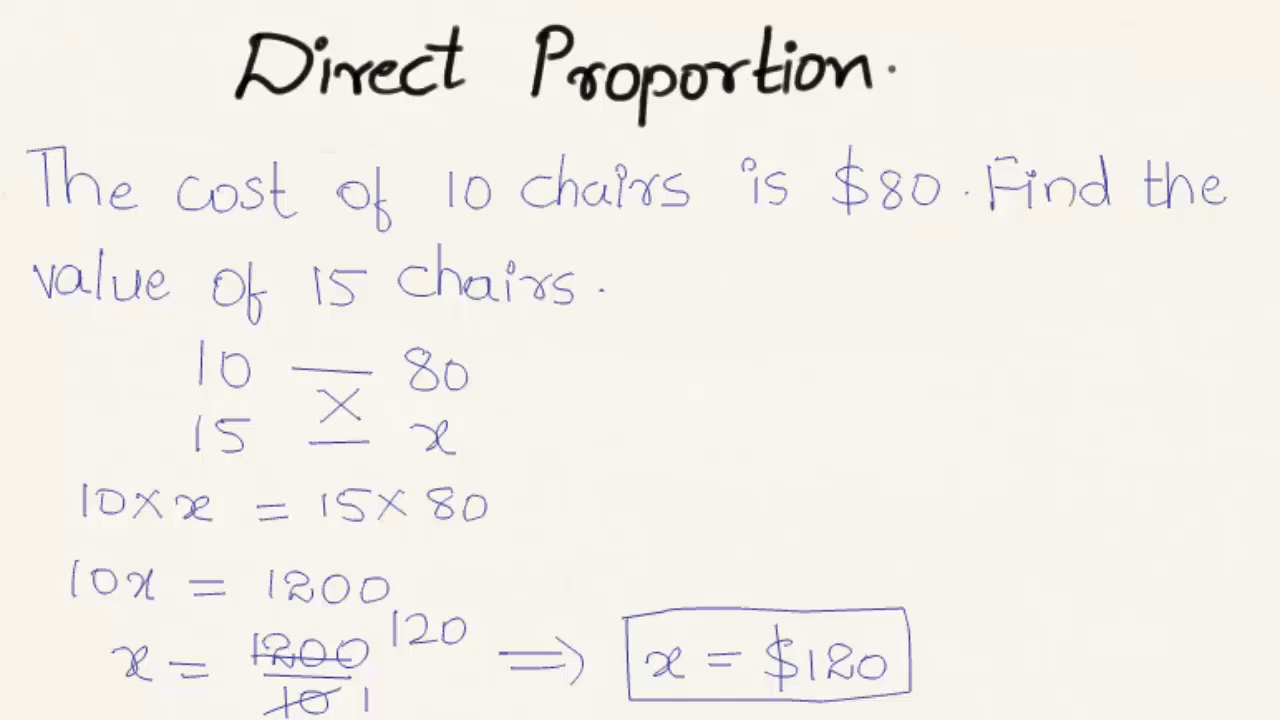 Direct Proportion.
The cost of 10 chairs is $80. Find the
value of 15 chairs.
10 — 80
X
15 — x
10 × x = 15 × 80
10x = 1200
x = 1200/10 120 1 ⇒ x = $120